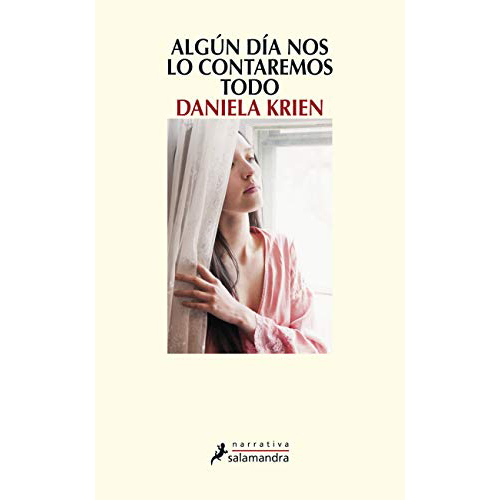 ALGÚN DÍA NOS
LO CONTAREMOS
TODO
DANIELA KRIEN
narrativa
salamandra